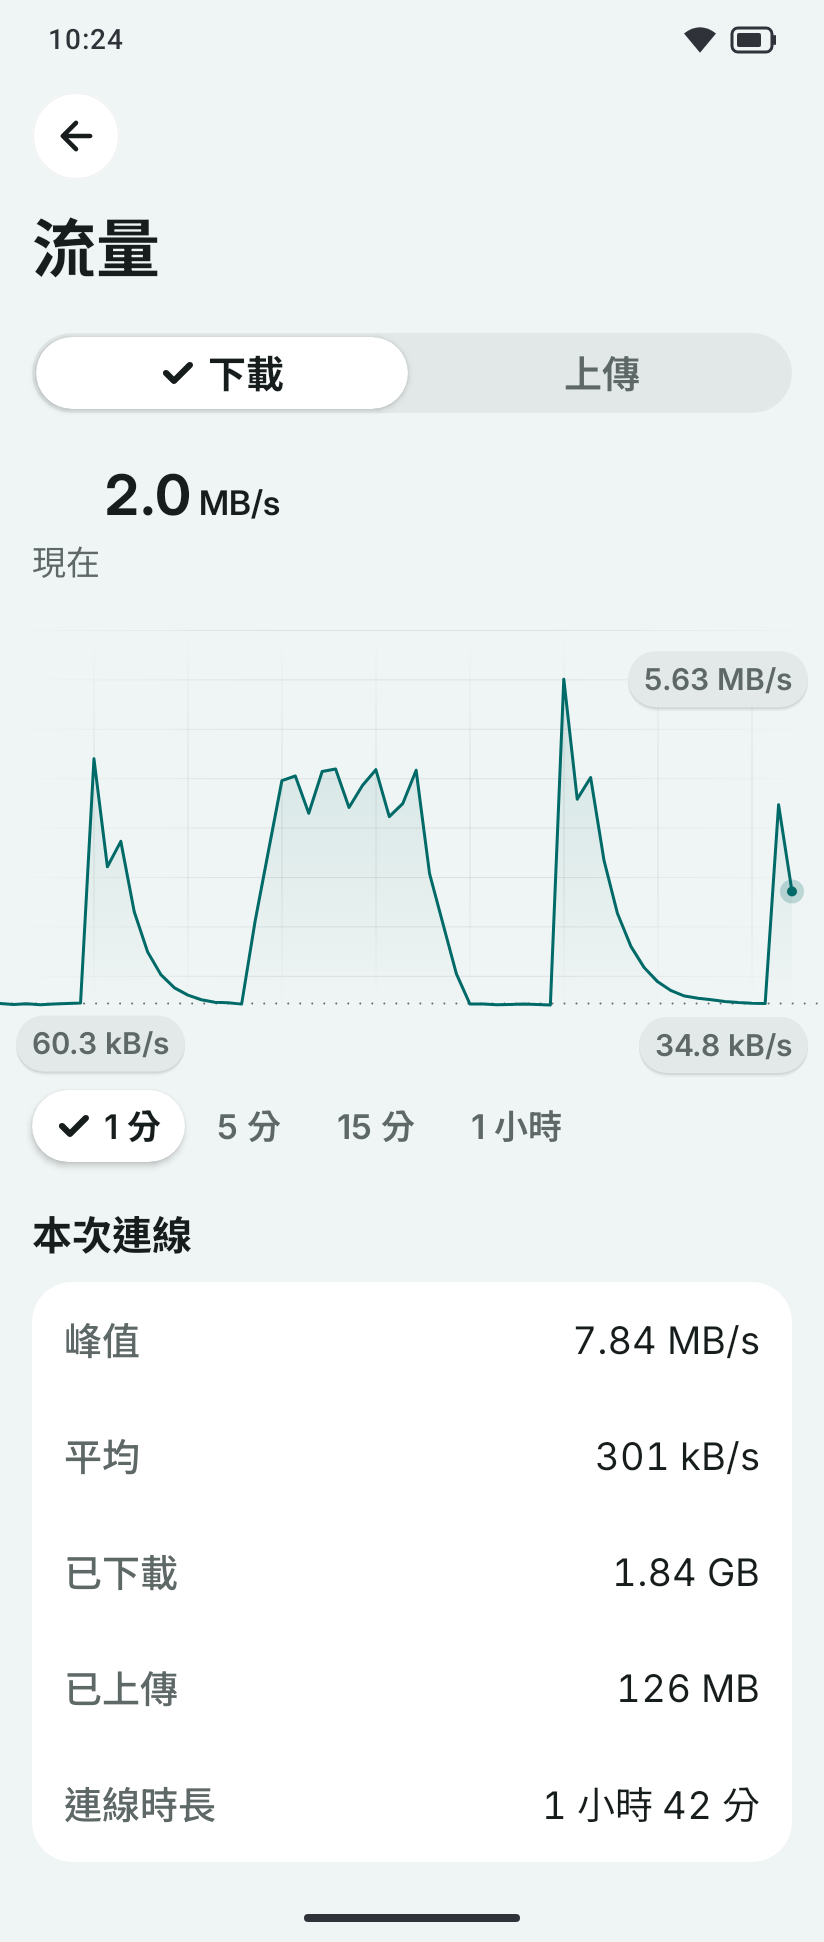 10:24
流量
下載
上傳
2.0 MB/s
現在
5.63 MB/s
60.3 kB/s
34.8 kB/s
1 分
5 分
15 分
1 小時
本次連線
峰值
7.84 MB/s
平均
301 kB/s
已下載
1.84 GB
已上傳
126 MB
連線時長
1 小時 42 分